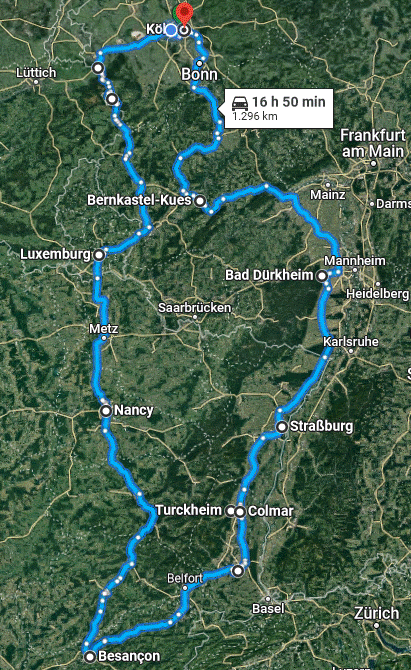 Köl
Lüttich
Bonn
16 h 50 min
1.296 km
Frankfurt
am Main
Bernkastel-Kues
Mainz
Darms
Luxemburg
Bad Dürkheim
Mannheim
Heidelberg
Saarbrücken
Metz
Karlsruhe
Nancy
Straßburg
Turckheim
Colmar
Belfort
Basel
Zürich
Besançon